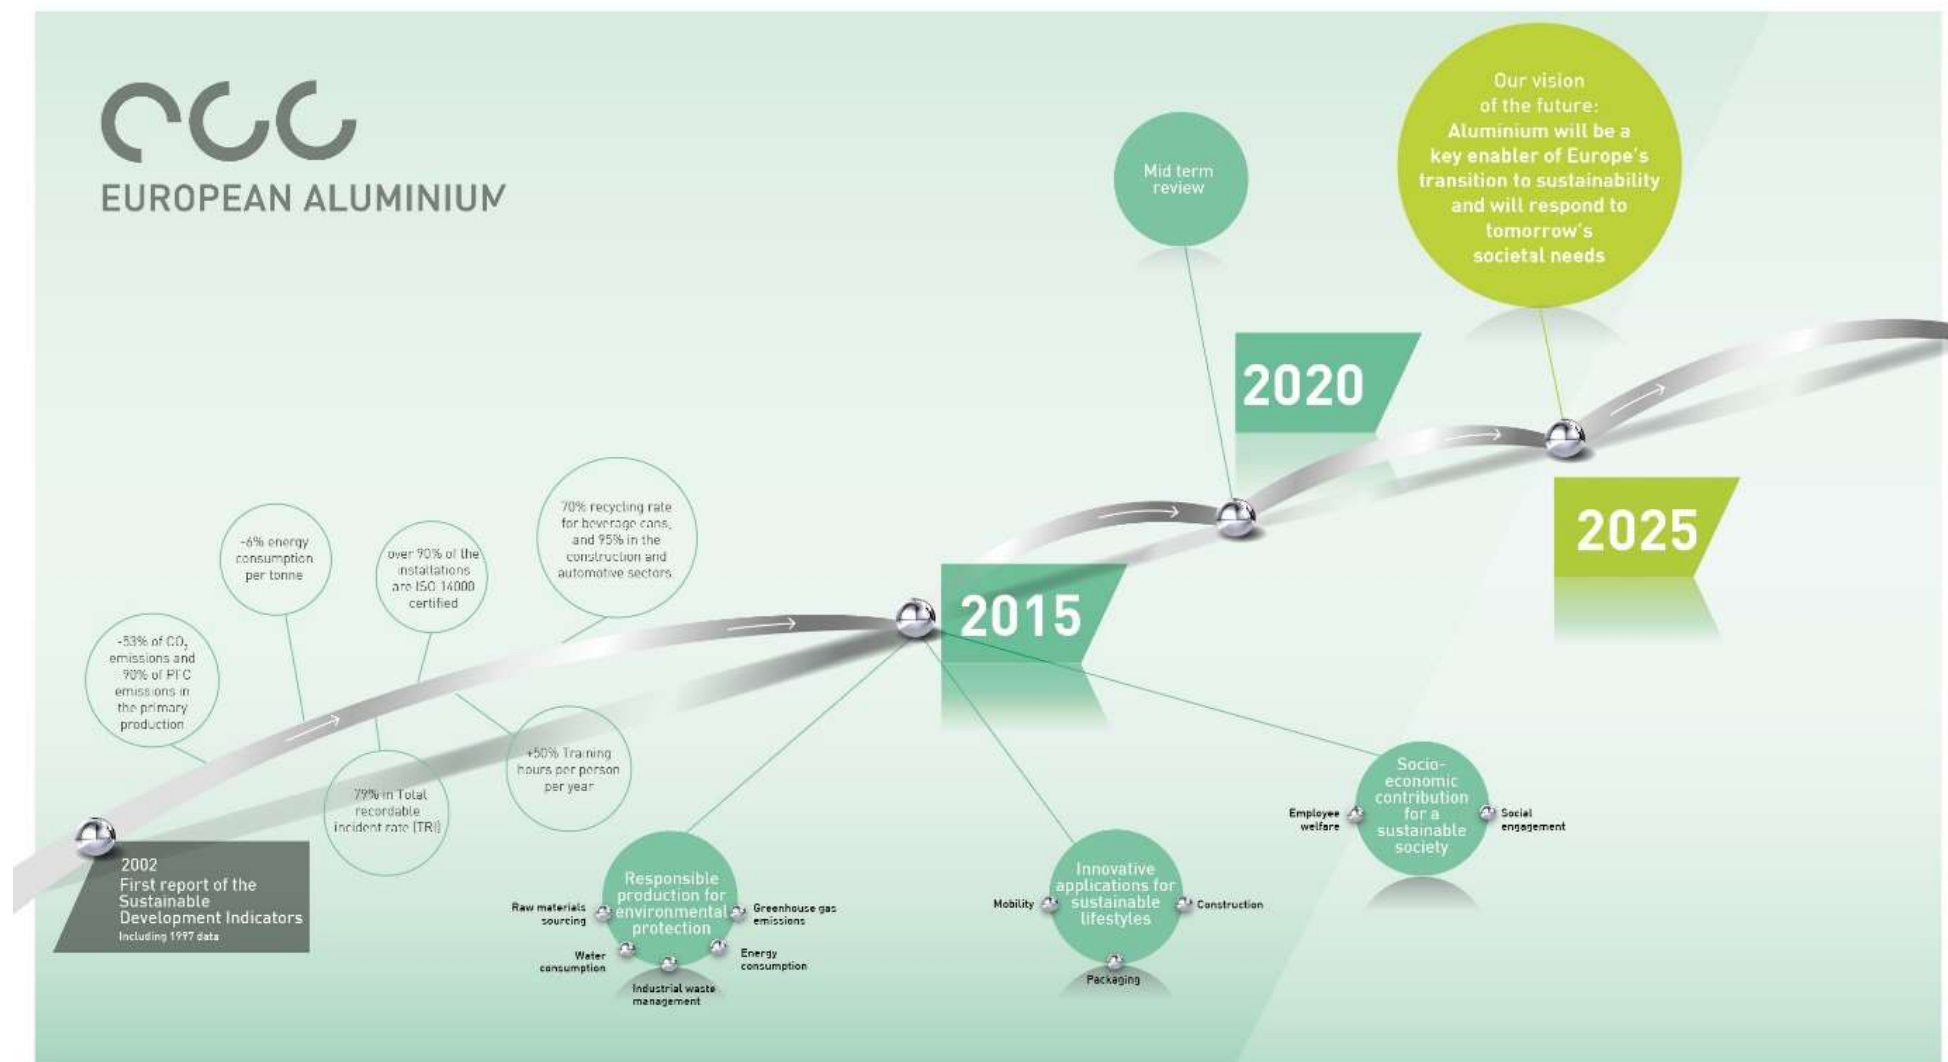 EUROPEAN ALUMINIUM
Our vision
of the future:
Aluminium will be a
key enabler of Europe's
transition to sustainability
and will respond to
tomorrow's
societal needs
Mid term
review
2020
2025
2015
70% recycling rate
for beverage cans,
and 95% in the
construction and
automotive sectors
-6% energy
consumption
per tonne
over 90% of the
installations
are ISO 14000
certified
-53% of CO₂
emissions and
90% of PFC
emissions in
the primary
production
+50% Training
hours per person
per year
79% in Total
recordable
incident rate (TRI)
2002
First report of the
Sustainable
Development Indicators
Including 1997 data
Responsible
production for
environmental
protection
Raw materials
sourcing
Water
consumption
Industrial waste
management
Energy
consumption
Greenhouse gas
emissions
Innovative
applications for
sustainable
lifestyles
Mobility
Packaging
Construction
Socio-
economic
contribution
for a
sustainable
society
Employee
welfare
Social
engagement